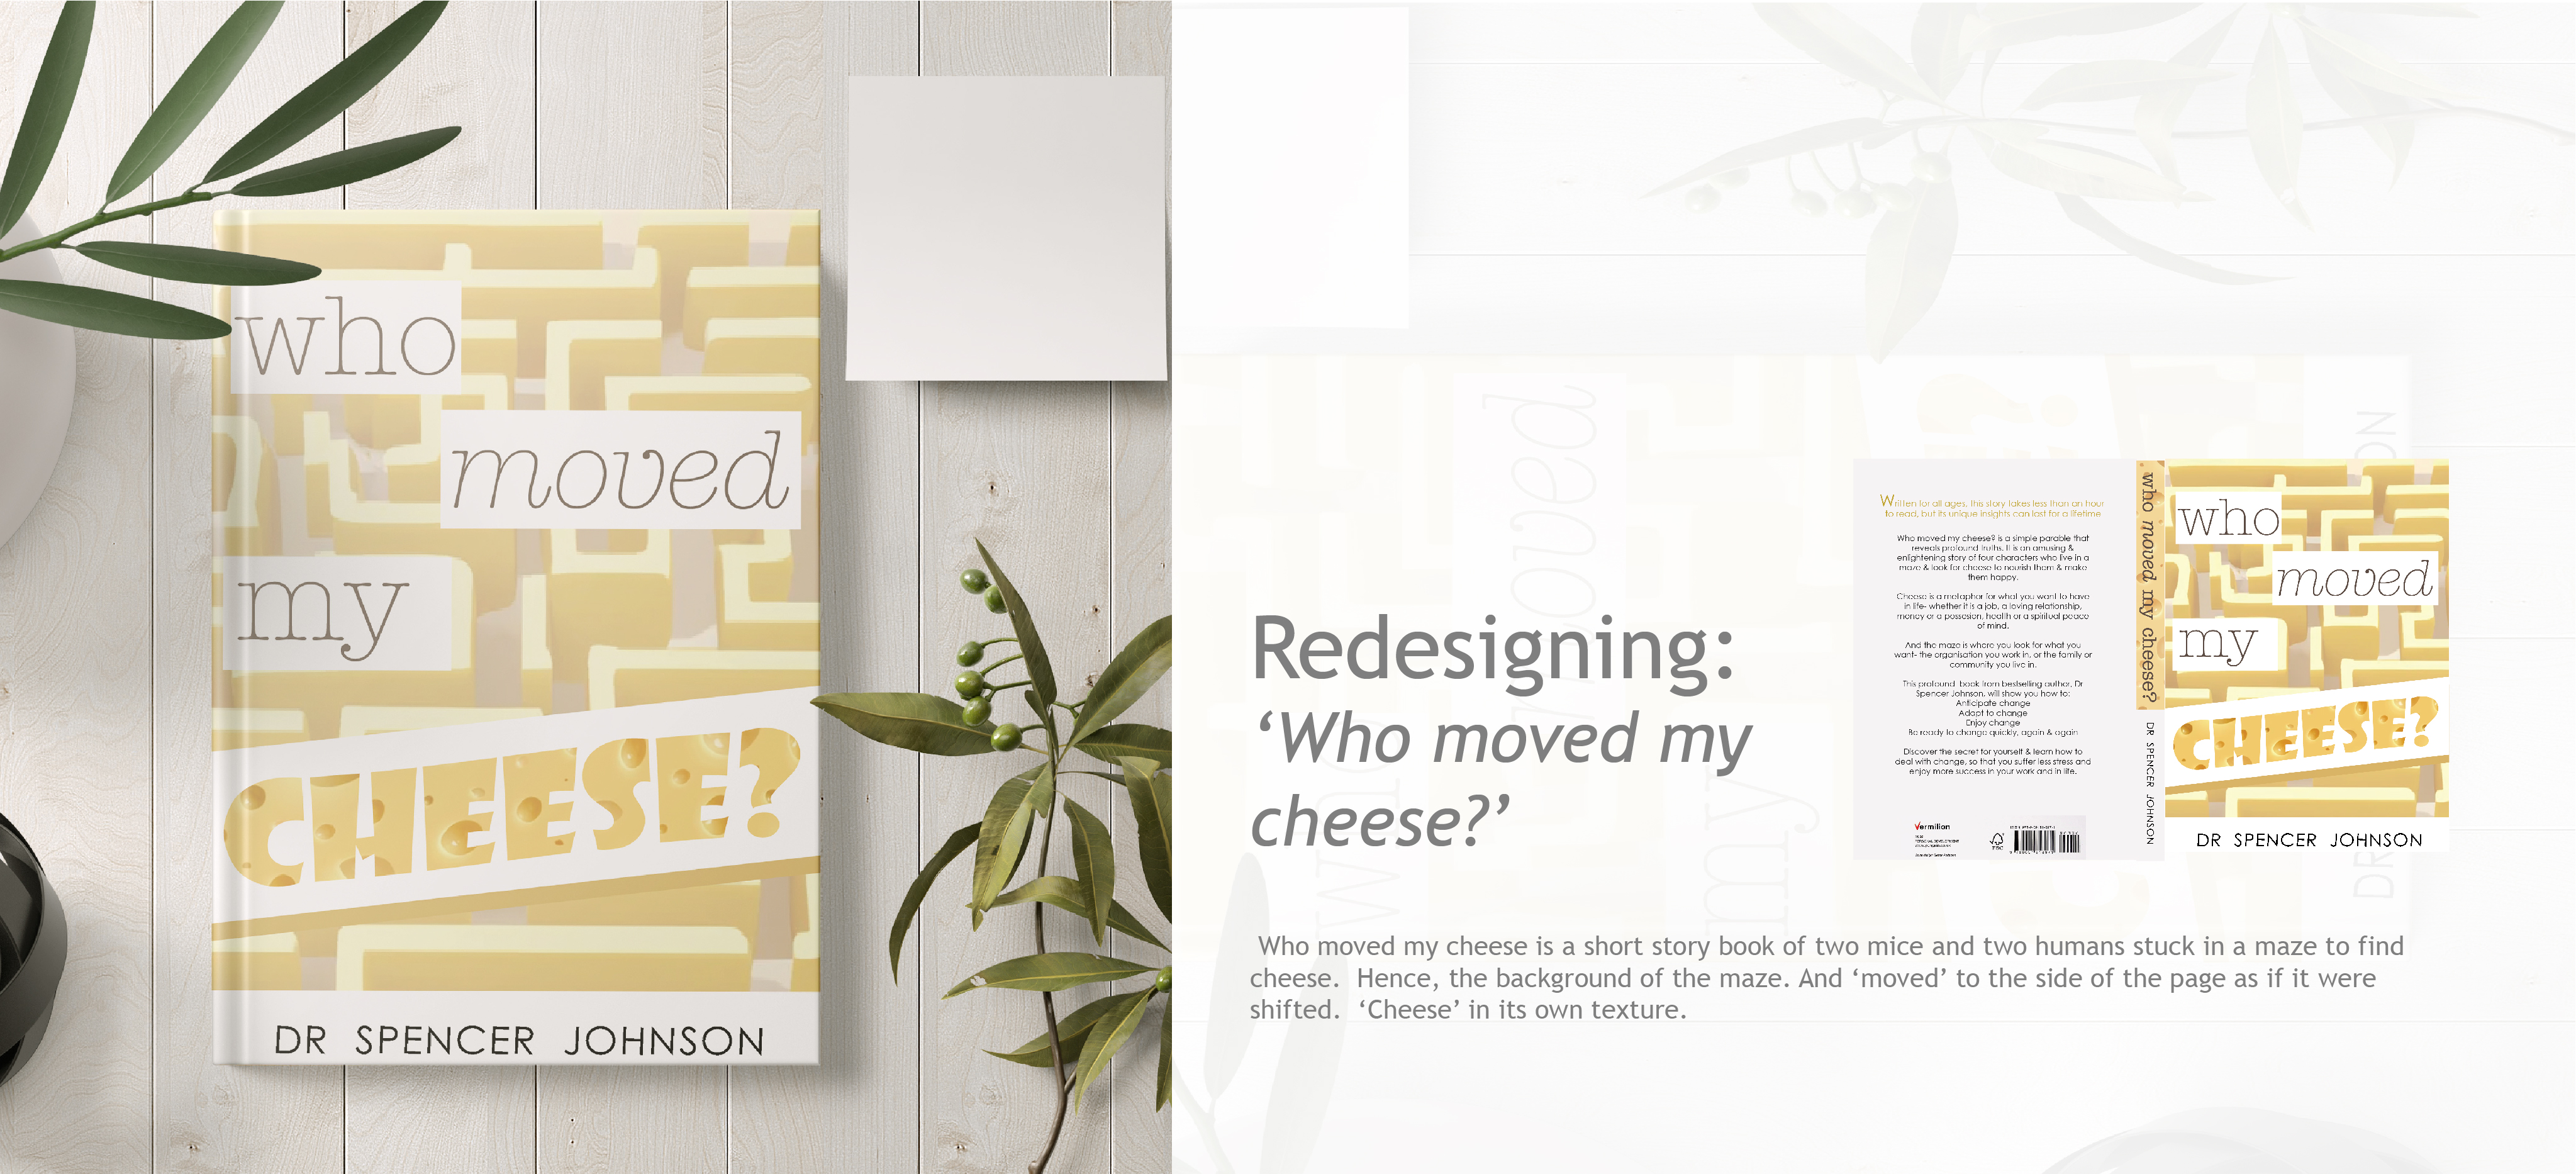 who
moved
my
CHEESE?
DR SPENCER JOHNSON
Redesigning:
‘Who moved my
cheese?’
Who moved my cheese is a short story book of two mice and two humans stuck in a maze to find
cheese. Hence, the background of the maze. And ‘moved’ to the side of the page as if it were
shifted. ‘Cheese’ in its own texture.
Written for all ages, this story takes less than an hour
to read, but its unique insights can last for a lifetime
Who moved my cheese? is a simple parable that
reveals profound truths. It is an amusing &
enlightening story of four characters who live in a
maze & look for cheese to nourish them & make
them happy.
Cheese is a metaphor for what you want to have
in life- whether it is a job, a loving relationship,
money or a possesion, health or a spiritual peace
of mind.
And the maze is where you look for what you
want- the organisation you work in, or the family or
community you live in.
This profound book from bestselling author, Dr
Spencer Johnson, will show you how to:
Anticipate change
Adapt to change
Enjoy change
Be ready to change quickly, again & again
Discover the secret for yourself & learn how to
deal with change, so that you suffer less stress and
enjoy more success in your work and in life.
Vermilion
FSC
who moved my cheese?
DR SPENCER JOHNSON
who
moved
my
CHEESE?
DR SPENCER JOHNSON